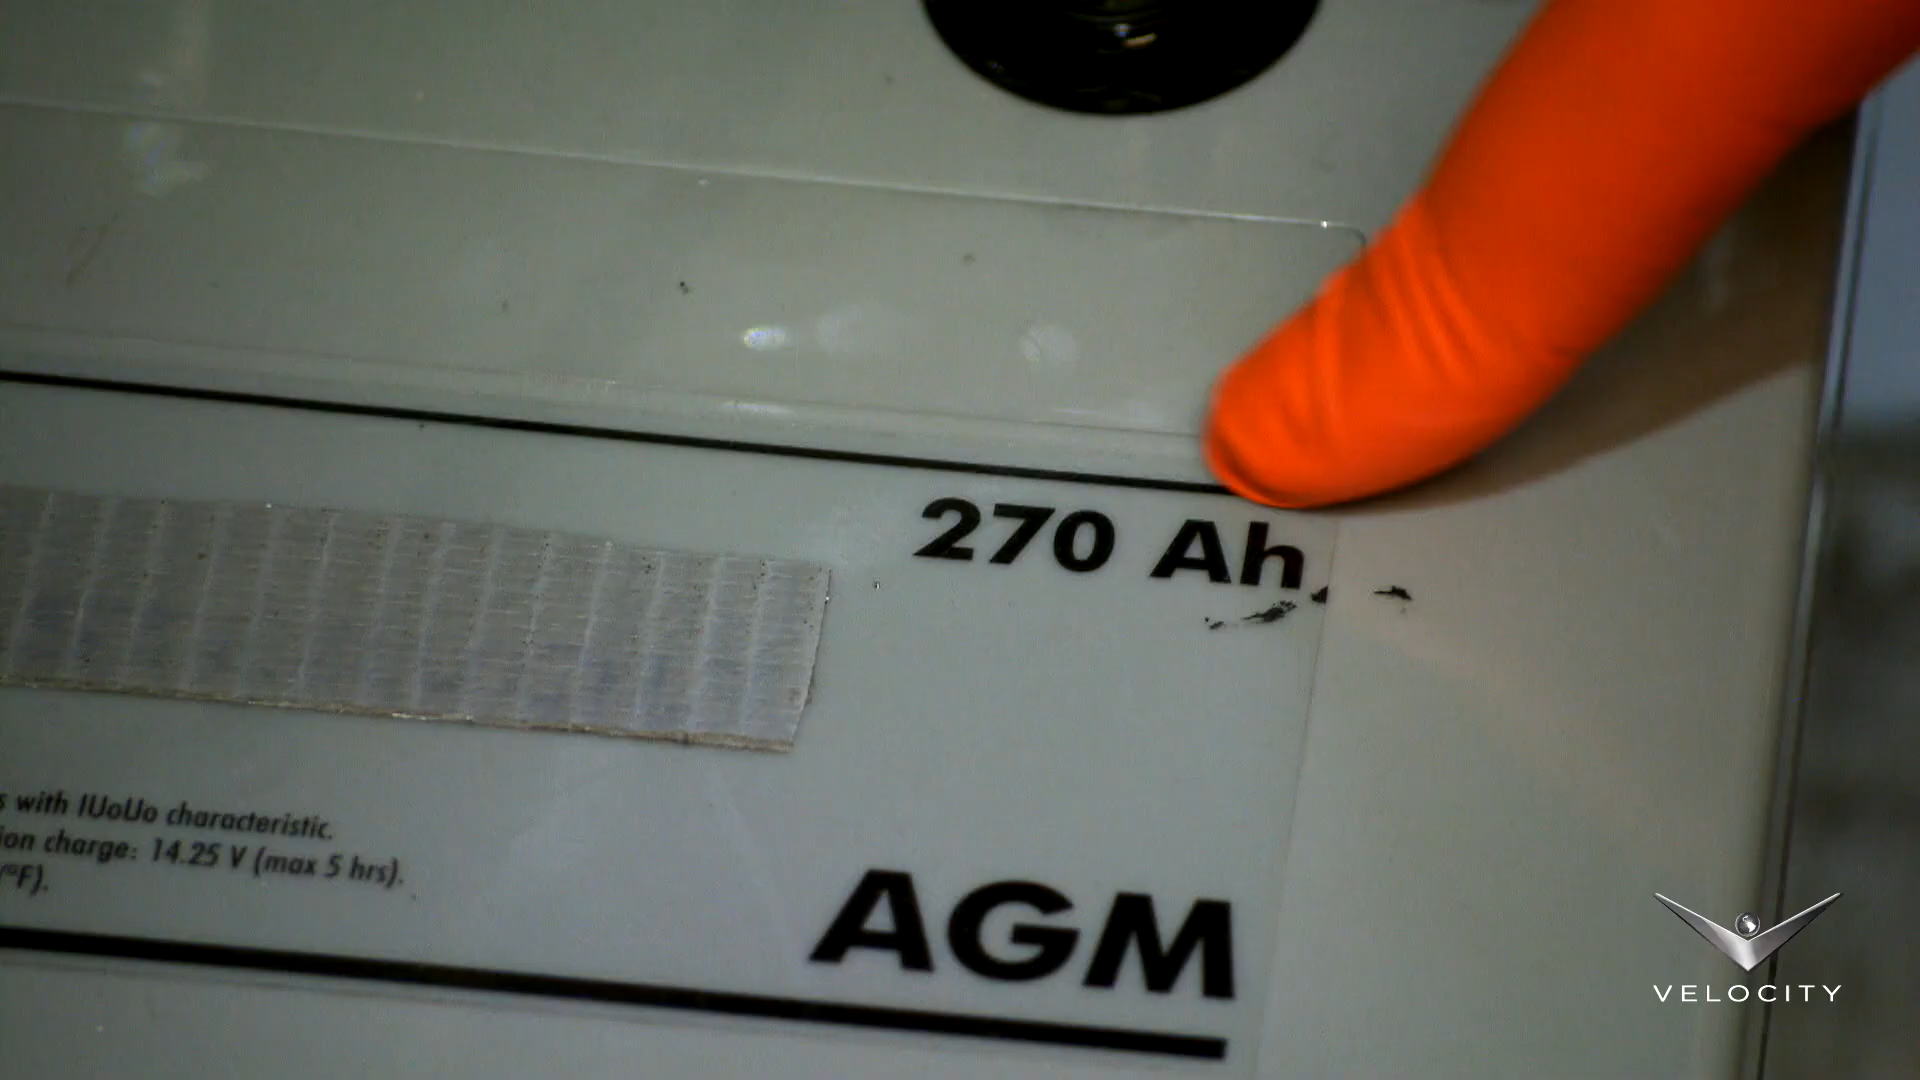 270 Ah
s with IUoUo characteristic.
ion charge: 14.25 V (max 5 hrs).
(°F).
AGM
VELOCITY